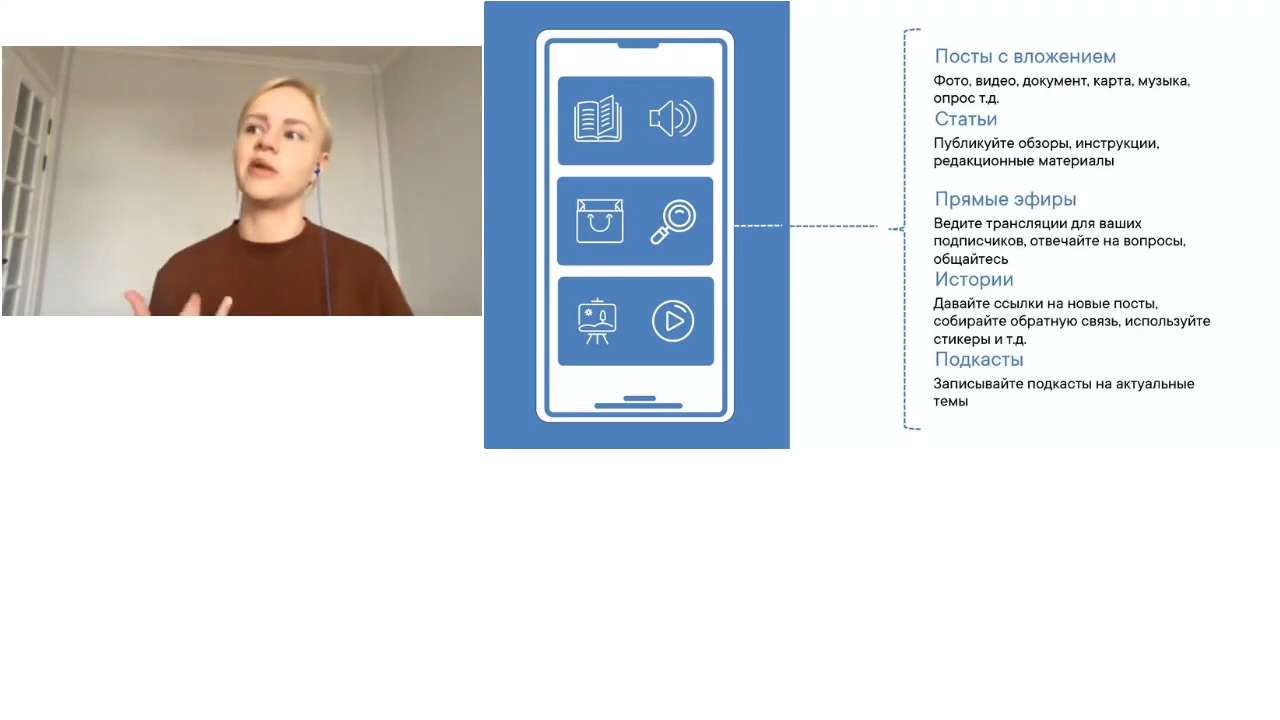 Посты с вложением
Фото, видео, документ, карта, музыка,
опрос т.д.
Статьи
Публикуйте обзоры, инструкции,
редакционные материалы
Прямые эфиры
Ведите трансляции для ваших
подписчиков, отвечайте на вопросы,
общайтесь
Истории
Давайте ссылки на новые посты,
собирайте обратную связь, используйте
стикеры и т.д.
Подкасты
Записывайте подкасты на актуальные
темы